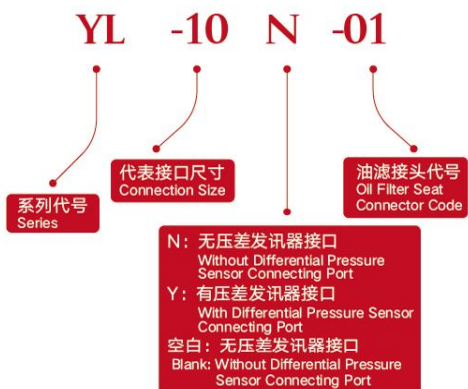 YL -10 N -01
系列代号
Series
代表接口尺寸
Connection Size
N：无压差发讯器接口
Without Differential Pressure
Sensor Connecting Port
Y：有压差发讯器接口
With Differential Pressure Sensor
Connecting Port
空白：无压差发讯器接口
Blank: Without Differential Pressure
Sensor Connecting Port
油滤接头代号
Oil Filter Seat
Connector Code